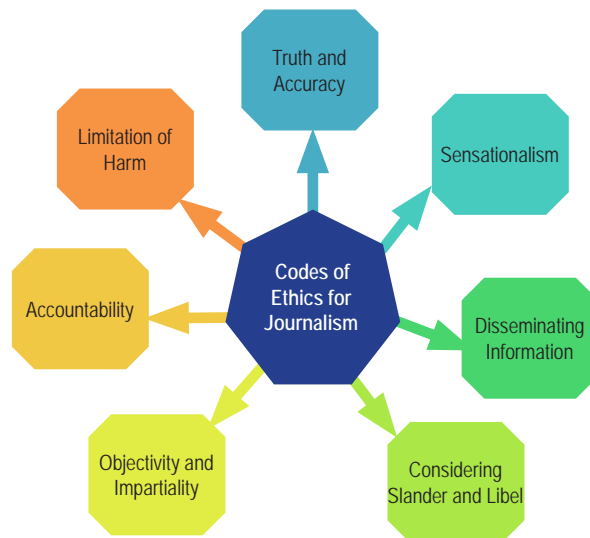 Truth and
Accuracy
Limitation of
Harm
Sensationalism
Codes of
Ethics for
Journalism
Accountability
Disseminating
Information
Objectivity and
Impartiality
Considering
Slander and Libel